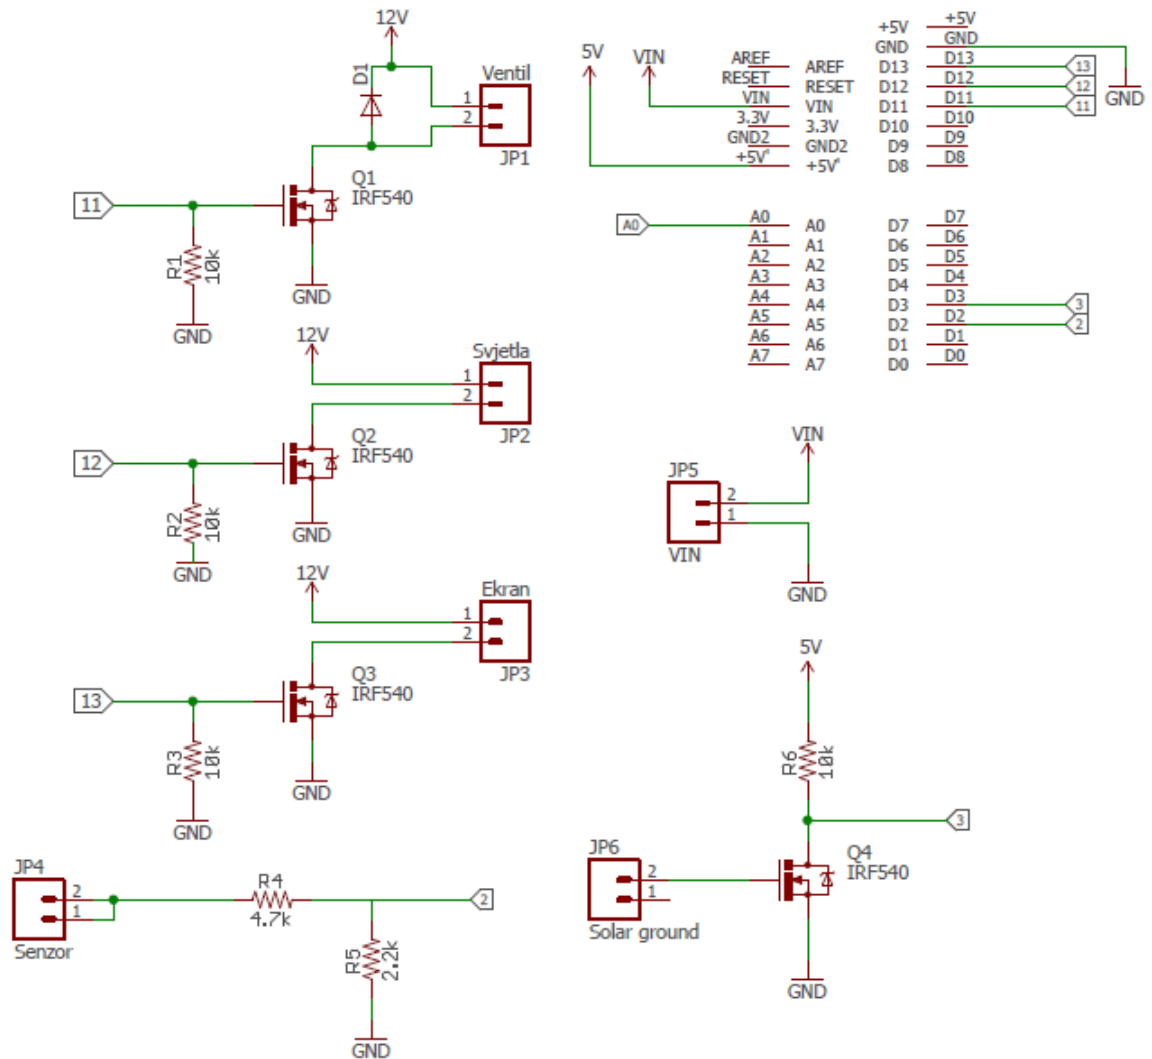 12V
D1
Ventil
1
2
JP1
Q1
IRF540
11
R1
10k
GND
GND
12V
Svjetla
1
2
JP2
Q2
IRF540
12
R2
10k
GND
GND
12V
Ekran
1
2
JP3
Q3
IRF540
13
R3
10k
GND
GND
JP4
2
1
Senzor
R4
4.7k
2
R5
2.2k
GND
5V
VIN
AREF AREF
RESET RESET
VIN VIN
3.3V 3.3V
GND2 GND2
+5V' +5V'
+5V +5V
GND GND
D13 D13 13
D12 D12 12
D11 D11 11
D10 D10
D9 D9
D8 D8
GND
A0 A0 A0
A1 A1
A2 A2
A3 A3
A4 A4
A5 A5
A6 A6
A7 A7
D7 D7
D6 D6
D5 D5
D4 D4
D3 D3 3
D2 D2 2
D1 D1
D0 D0
VIN
JP5
2
1
VIN
GND
5V
R6
10k
3
JP6
2
1
Solar ground
Q4
IRF540
GND